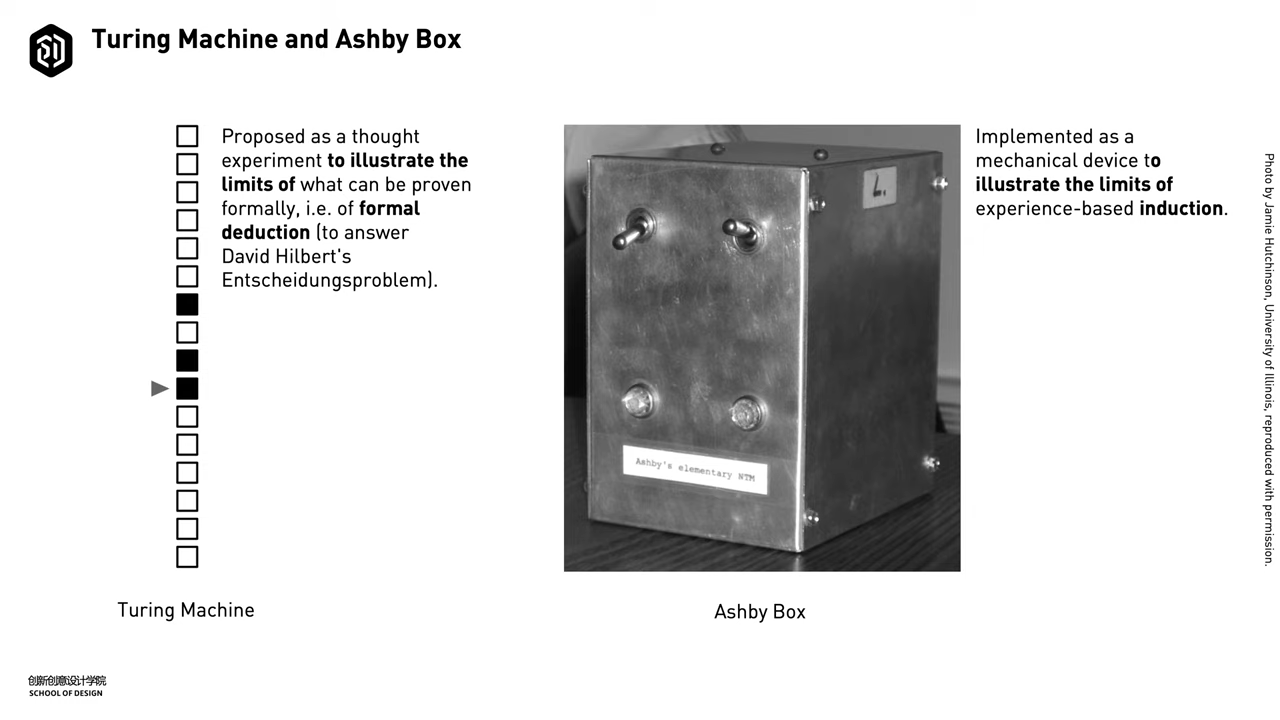 Turing Machine and Ashby Box
Proposed as a thought
experiment to illustrate the
limits of what can be proven
formally, i.e. of formal
deduction (to answer
David Hilbert's
Entscheidungsproblem).
Turing Machine
L.
Ashby's elementary NTM
Ashby Box
Implemented as a
mechanical device to
illustrate the limits of
experience-based induction.
Photo by Jamie Hutchinson, University of Illinois, reproduced with permission.
创新创意设计学院
SCHOOL OF DESIGN